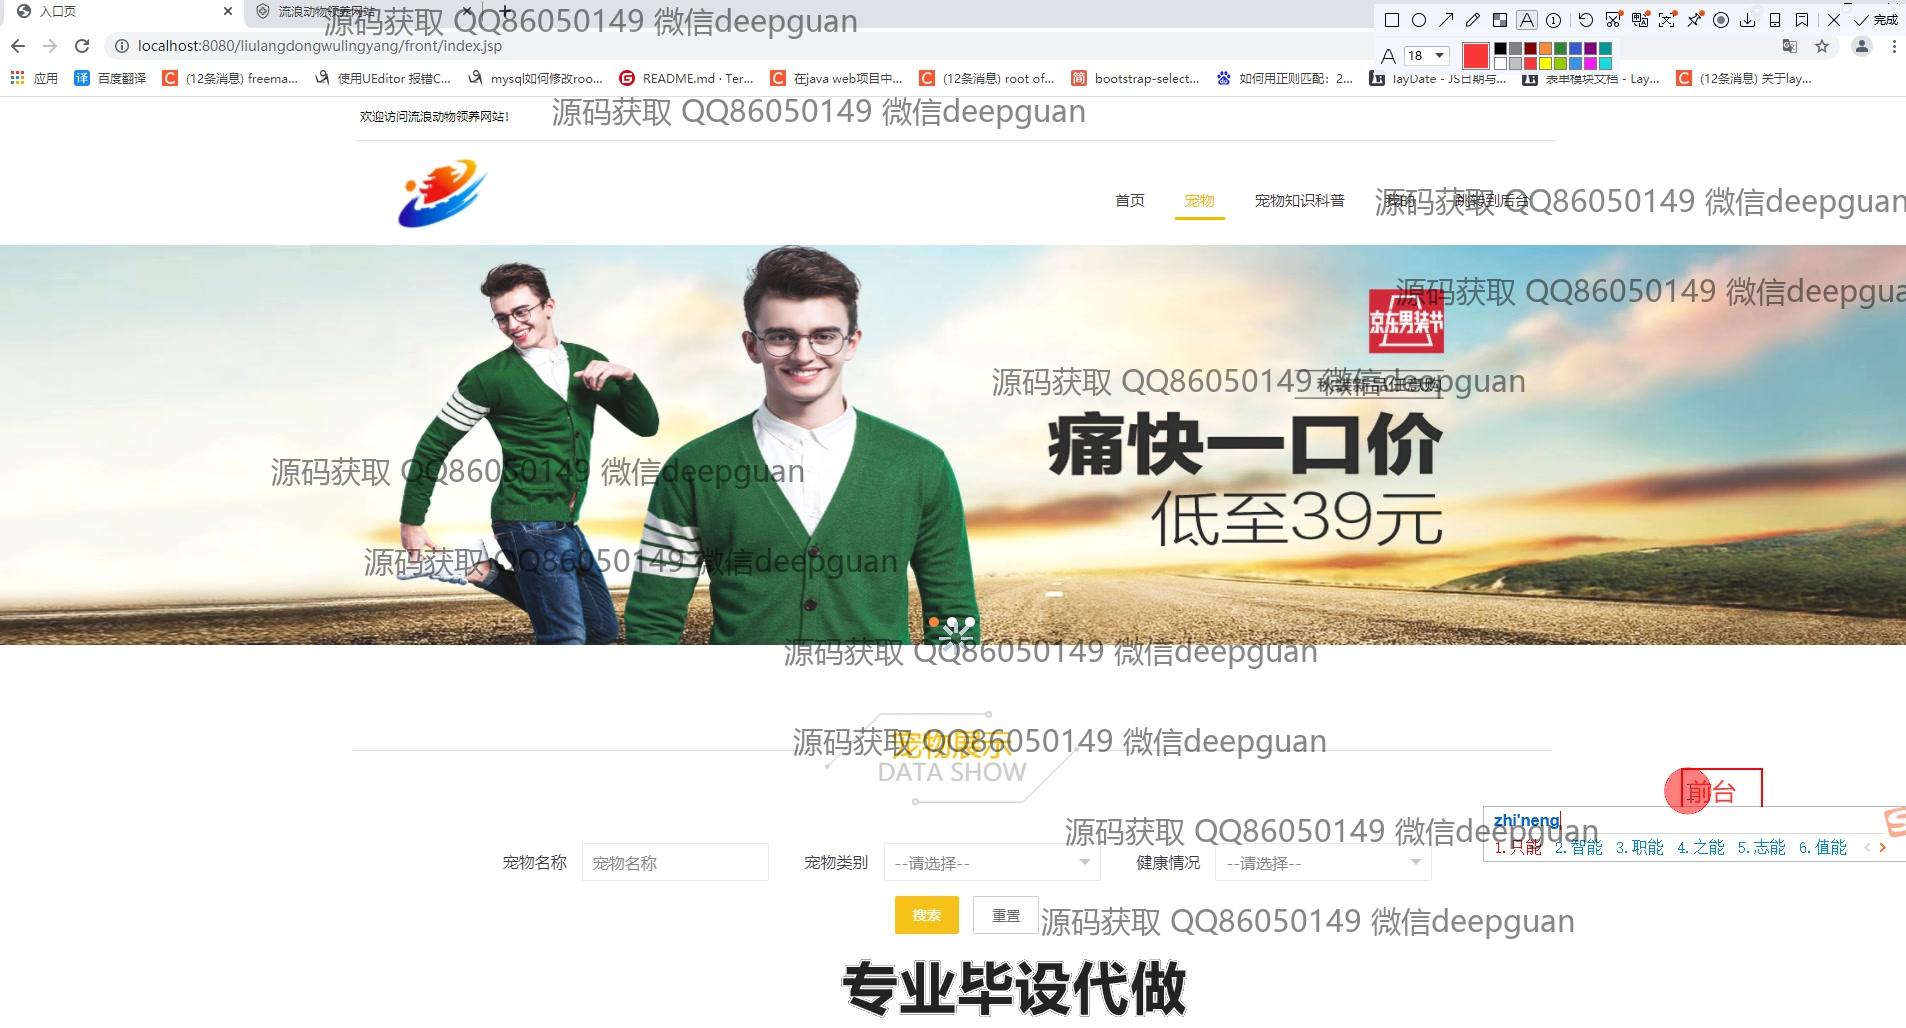 入口页
流浪动物领养网站
源码获取 QQ86050149 微信deepguan
完成
localhost:8080/liulangdongwulingyang/front/index.jsp
18
应用
百度翻译
(12条消息) freema...
使用UEditor 报错C...
mysql如何修改roo...
README.md · Ter...
在java web项目中...
(12条消息) root of...
bootstrap-select...
如何用正则匹配：2...
layDate - JS日期与...
表单模块文档 - Lay...
(12条消息) 关于lay...
欢迎访问流浪动物领养网站!
源码获取 QQ86050149 微信deepguan
首页
宠物
宠物知识科普
我的
跳转到后台
源码获取 QQ86050149 微信deepguan
源码获取 QQ86050149 微信deepgua
京东男装节
源码获取 QQ86050149 微信deepguan
秋装新品任意购
痛快一口价
源码获取 QQ86050149 微信deepguan
低至39元
源码获取 QQ86050149 微信deepguan
源码获取 QQ86050149 微信deepguan
源码获取 QQ86050149 微信deepguan
宠物展示
DATA SHOW
前台
zhi'neng
源码获取 QQ86050149 微信deepguan
1.只能 2.智能 3.职能 4.之能 5.志能 6.值能
宠物名称
宠物名称
宠物类别
--请选择--
健康情况
--请选择--
搜索
重置
源码获取 QQ86050149 微信deepguan
专业毕设代做